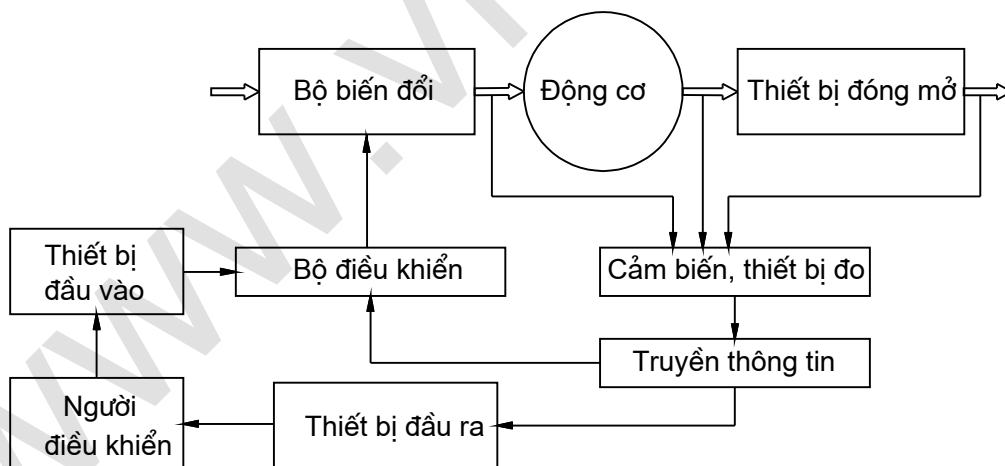 Bộ biến đổi
Động cơ
Thiết bị đóng mở
Thiết bị
đầu vào
Bộ điều khiển
Cảm biến, thiết bị đo
Truyền thông tin
Người
điều khiển
Thiết bị đầu ra